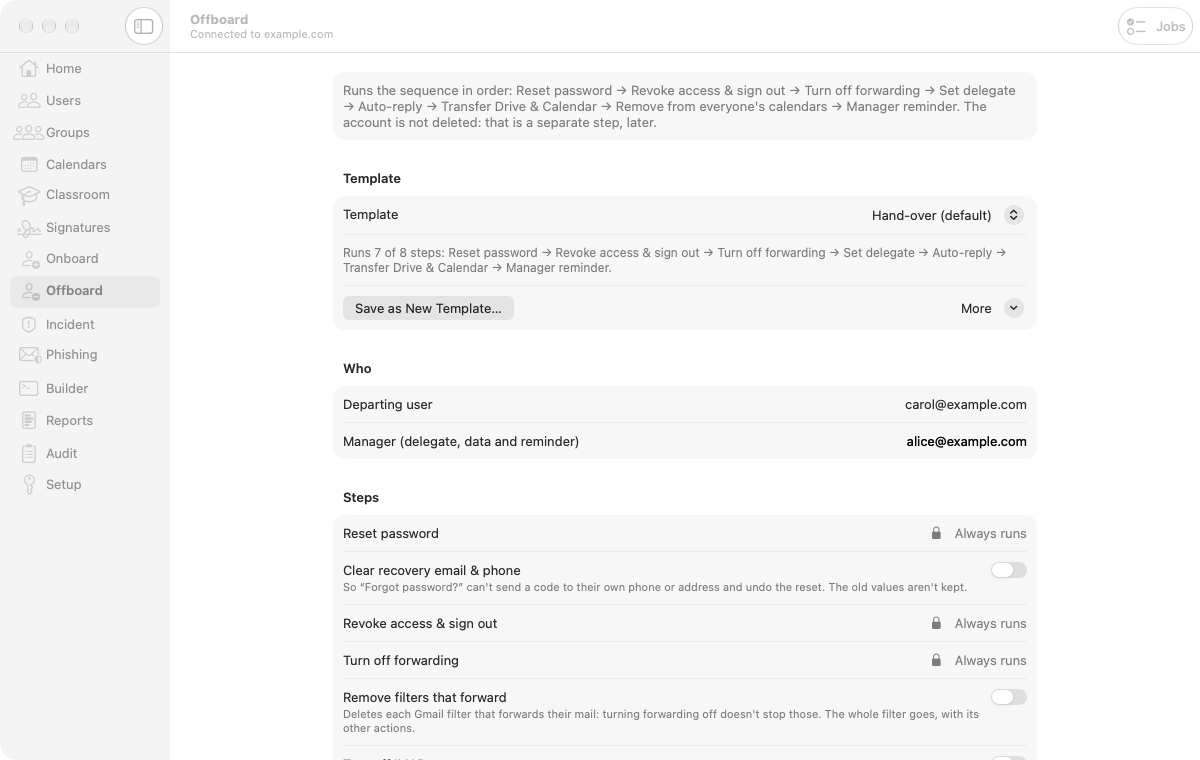 Offboard
Connected to example.com
Jobs
Home
Users
Groups
Calendars
Classroom
Signatures
Onboard
Offboard
Incident
Phishing
Builder
Reports
Audit
Setup
Runs the sequence in order: Reset password → Revoke access & sign out → Turn off forwarding → Set delegate
→ Auto-reply → Transfer Drive & Calendar → Remove from everyone's calendars → Manager reminder. The
account is not deleted: that is a separate step, later.
Template
Template
Hand-over (default)
Runs 7 of 8 steps: Reset password → Revoke access & sign out → Turn off forwarding → Set delegate → Auto-reply →
Transfer Drive & Calendar → Manager reminder.
Save as New Template...
More
Who
Departing user
carol@example.com
Manager (delegate, data and reminder)
alice@example.com
Steps
Reset password
Always runs
Clear recovery email & phone
So “Forgot password?” can't send a code to their own phone or address and undo the reset. The old values aren't kept.
Revoke access & sign out
Always runs
Turn off forwarding
Always runs
Remove filters that forward
Deletes each Gmail filter that forwards their mail: turning forwarding off doesn't stop those. The whole filter goes, with its
other actions.